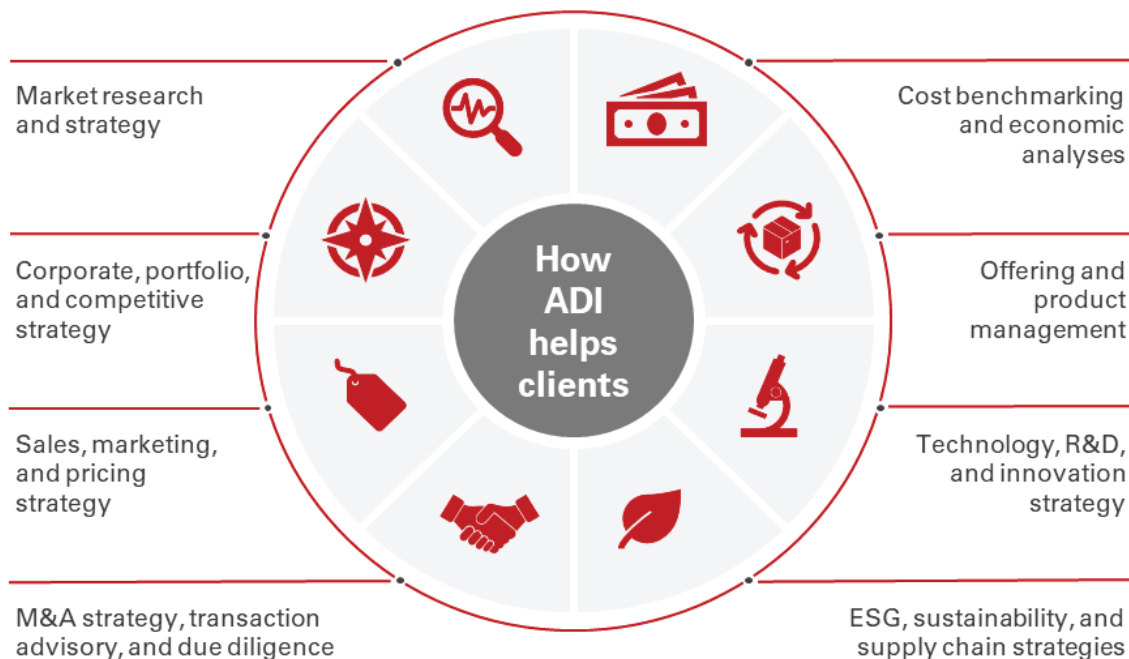 Market research
and strategy
Corporate, portfolio,
and competitive
strategy
Sales, marketing,
and pricing
strategy
M&A strategy, transaction
advisory, and due diligence
How
ADI
helps
clients
Cost benchmarking
and economic
analyses
Offering and
product
management
Technology, R&D,
and innovation
strategy
ESG, sustainability, and
supply chain strategies